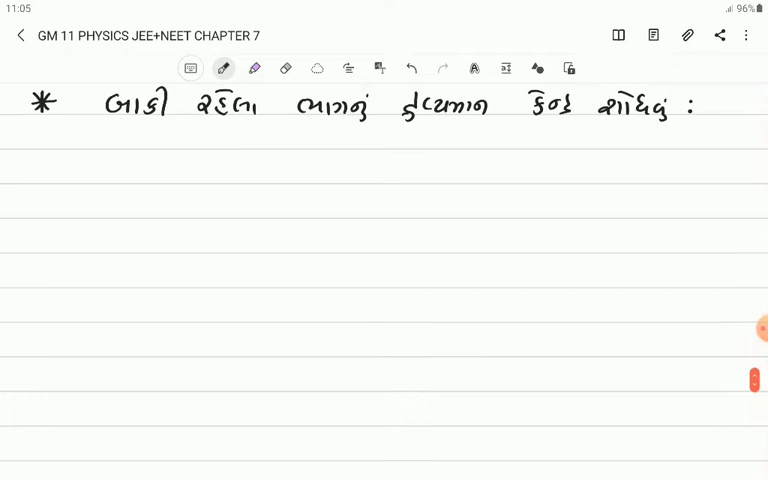 11:05 96%
GM 11 PHYSICS JEE+NEET CHAPTER 7
* બાકી રહેલા ભાગનું દ્રવ્યમાન કેન્દ્ર શોધવું :